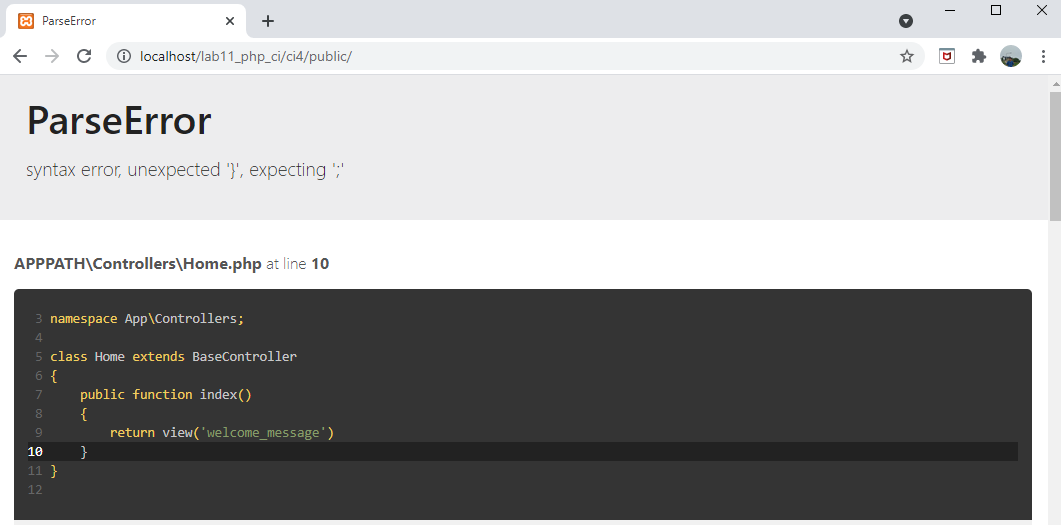 ParseError
localhost/lab11_php_ci/ci4/public/
ParseError
syntax error, unexpected '}', expecting ';'
APPPATH\Controllers\Home.php at line 10
3 namespace App\Controllers;
4
5 class Home extends BaseController
6 {
7     public function index()
8     {
9         return view('welcome_message')
10     }
11 }
12